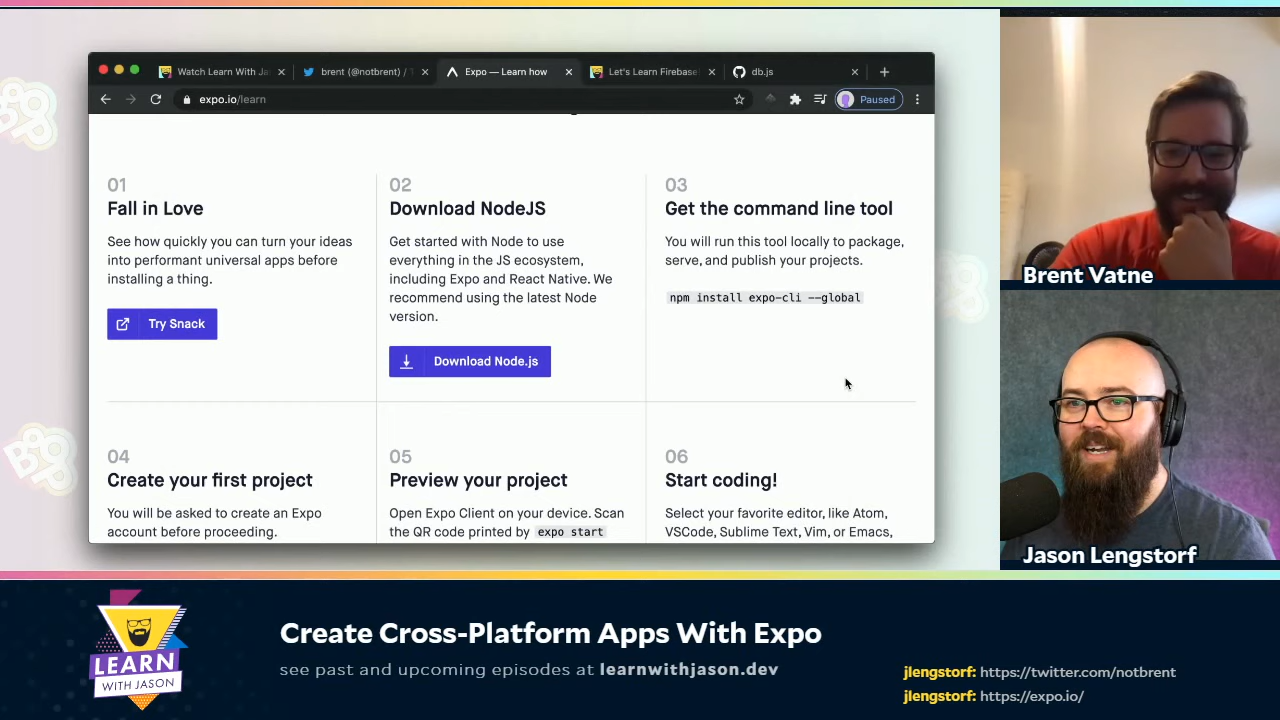 Watch Learn With Ja
brent (@notbrent) / T
Expo — Learn how
Let's Learn Firebase
db.js
expo.io/learn
Paused
01
Fall in Love
See how quickly you can turn your ideas
into performant universal apps before
installing a thing.
Try Snack
02
Download NodeJS
Get started with Node to use
everything in the JS ecosystem,
including Expo and React Native. We
recommend using the latest Node
version.
Download Node.js
03
Get the command line tool
You will run this tool locally to package,
serve, and publish your projects.
npm install expo-cli --global
04
Create your first project
You will be asked to create an Expo
account before proceeding.
05
Preview your project
Open Expo Client on your device. Scan
the QR code printed by expo start
06
Start coding!
Select your favorite editor, like Atom,
VSCode, Sublime Text, Vim, or Emacs,
Brent Vatne
Jason Lengstorf
LEARN
WITH JASON
Create Cross-Platform Apps With Expo
see past and upcoming episodes at learnwithjason.dev
jlengstorf: https://twitter.com/notbrent
jlengstorf: https://expo.io/